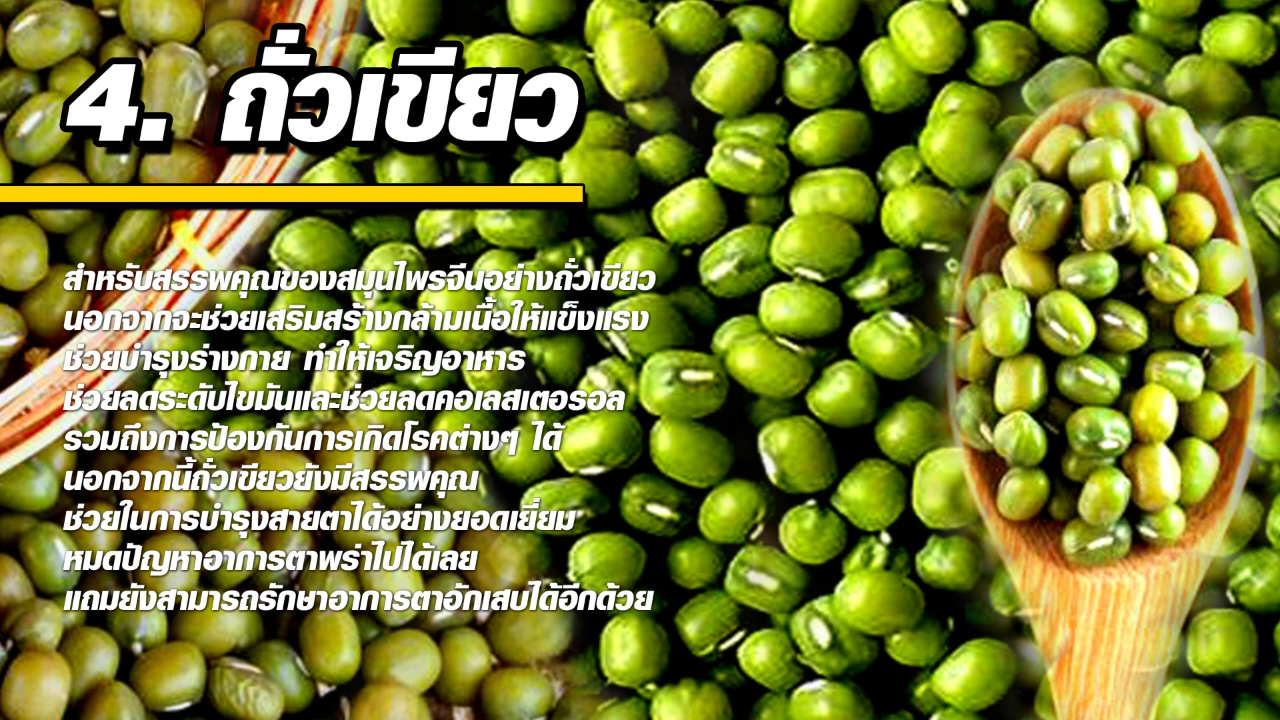 4. ถั่วเขียว
สำหรับสรรพคุณของสมุนไพรจีนอย่างถั่วเขียว
นอกจากจะช่วยเสริมสร้างกล้ามเนื้อให้แข็งแรง
ช่วยบำรุงร่างกาย ทำให้เจริญอาหาร
ช่วยลดระดับไขมันและช่วยลดคอเลสเตอรอล
รวมถึงการป้องกันการเกิดโรคต่างๆ ได้
นอกจากนี้ถั่วเขียวยังมีสรรพคุณ
ช่วยในการบำรุงสายตาได้อย่างยอดเยี่ยม
หมดปัญหาอาการตาพร่าไปได้เลย
แถมยังสามารถรักษาอาการตาอักเสบได้อีกด้วย